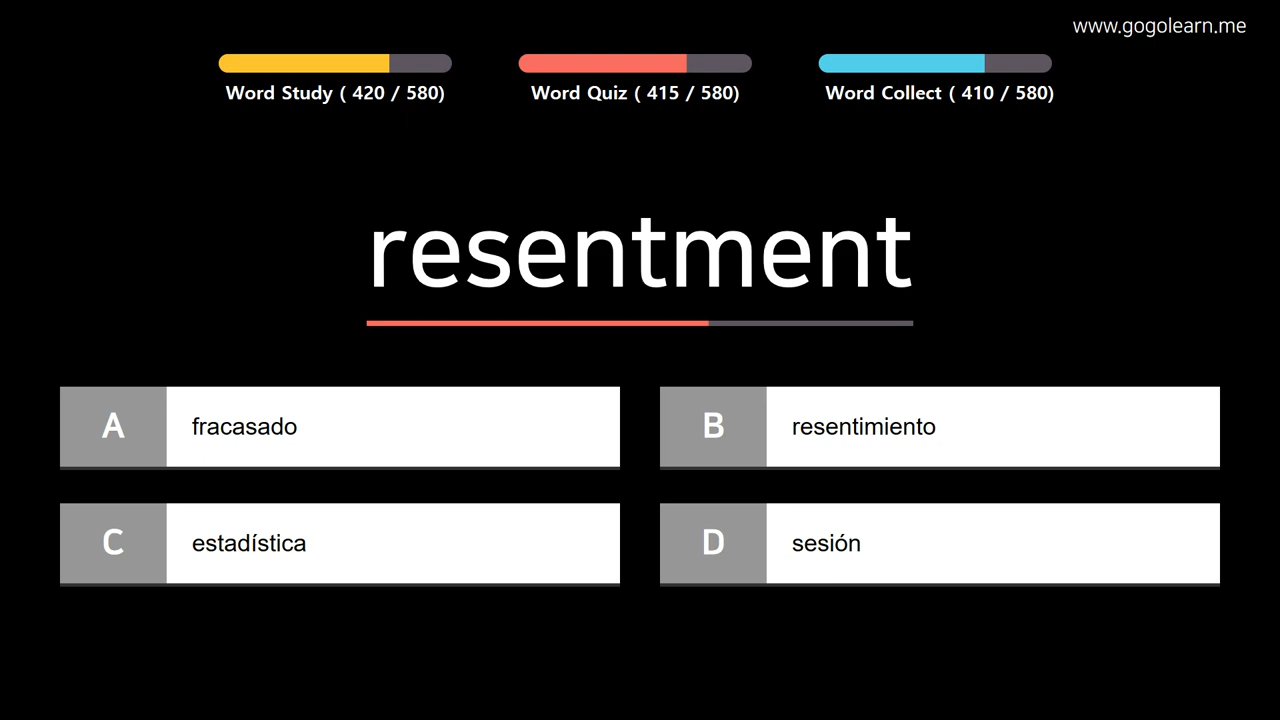 www.gogolearn.me
Word Study ( 420 / 580)
Word Quiz ( 415 / 580)
Word Collect ( 410 / 580)
resentment
A fracasado
B resentimiento
C estadística
D sesión